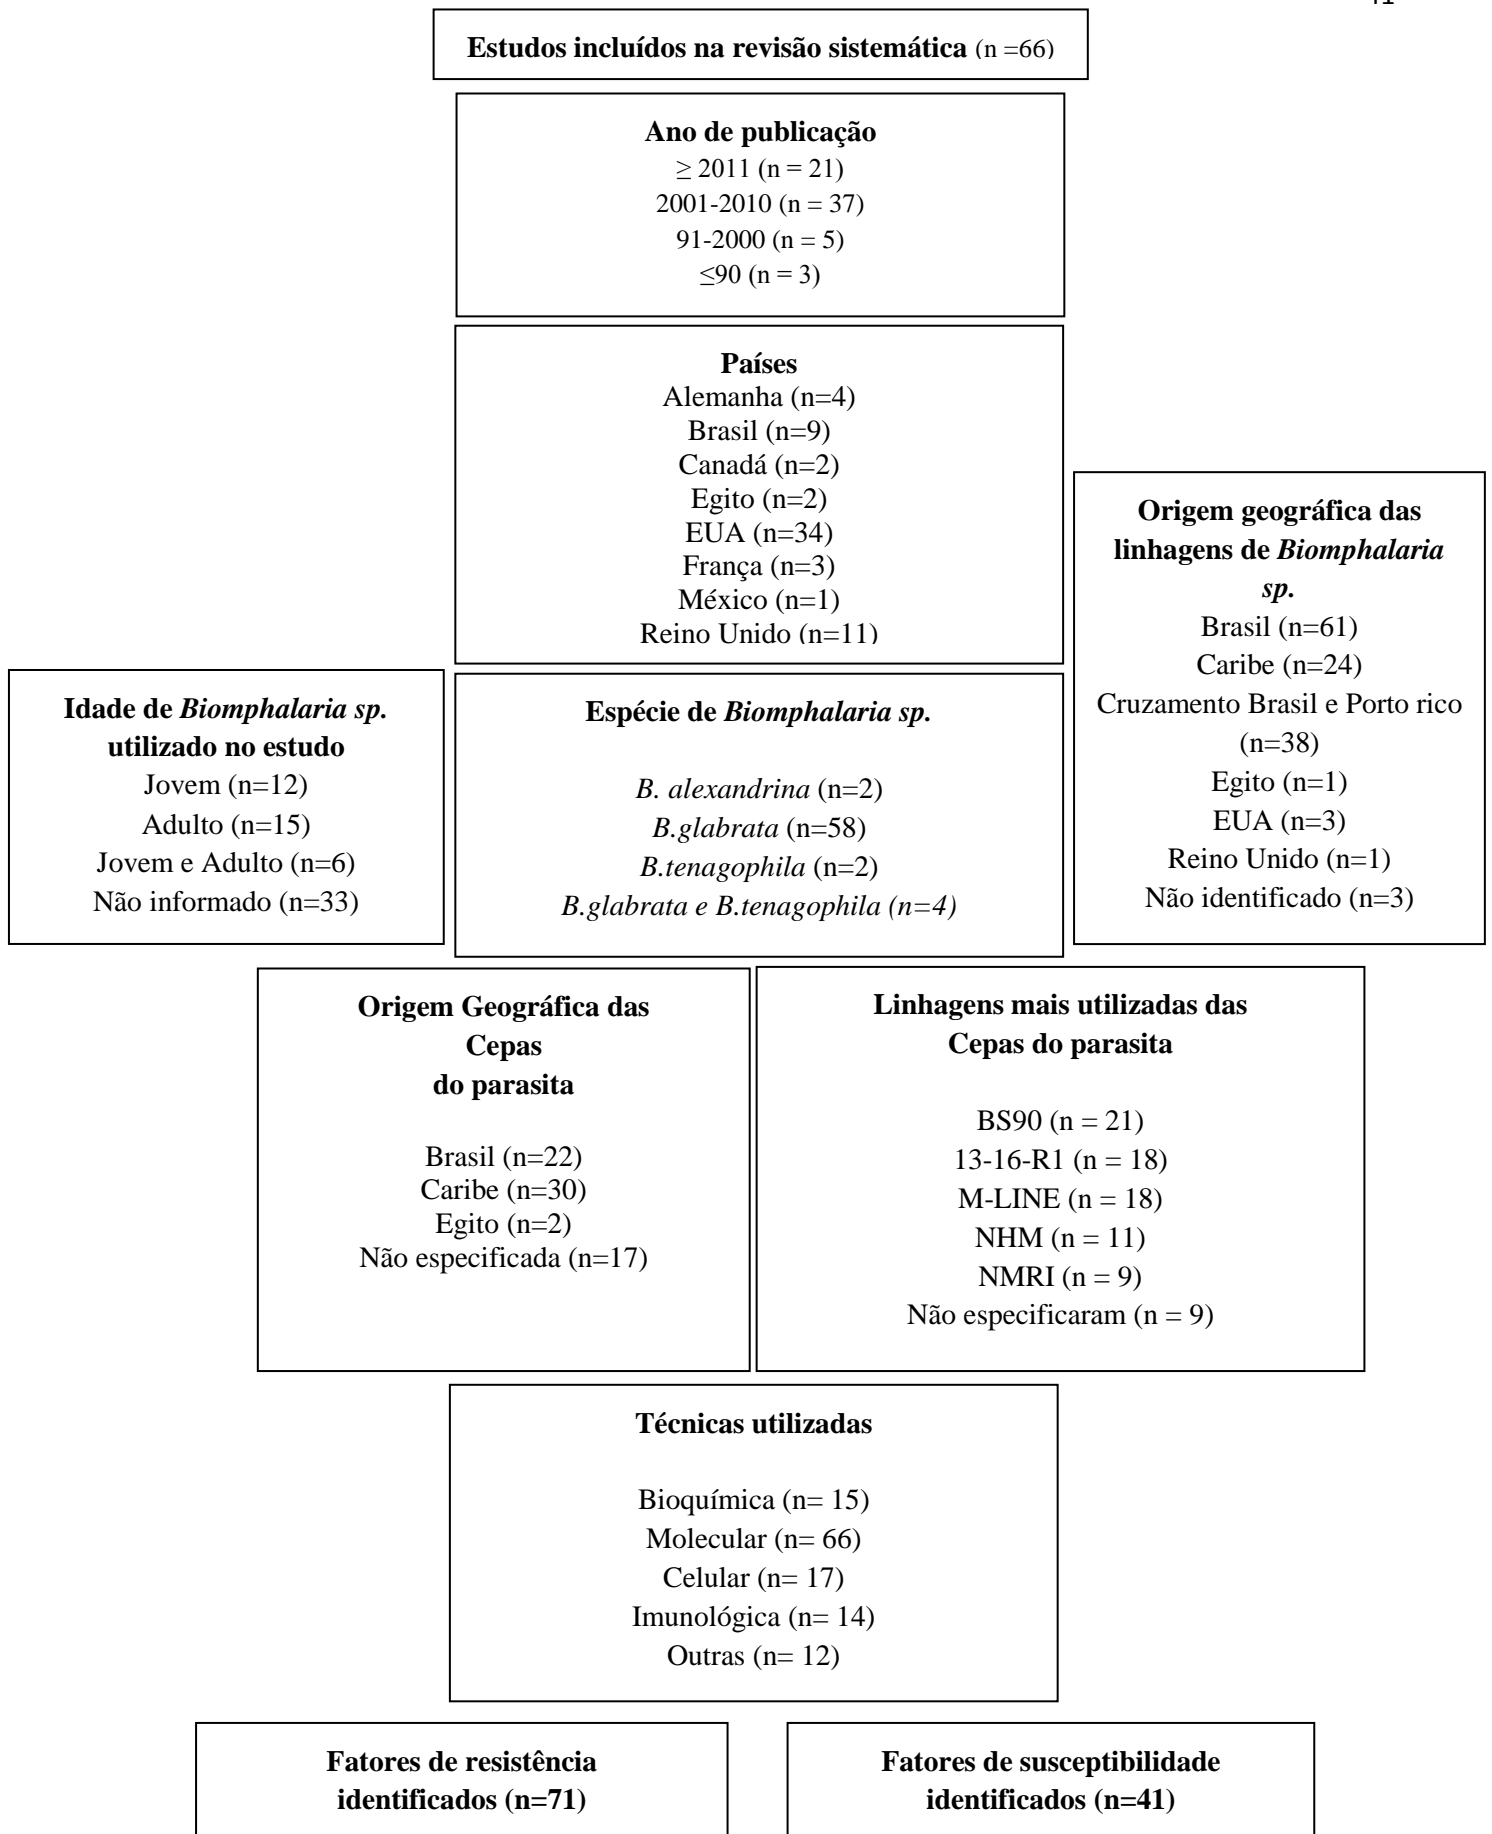 Estudos incluídos na revisão sistemática (n =66)
Ano de publicação
≥ 2011 (n = 21)
2001-2010 (n = 37)
91-2000 (n = 5)
≤90 (n = 3)
Países
Alemanha (n=4)
Brasil (n=9)
Canadá (n=2)
Egito (n=2)
EUA (n=34)
França (n=3)
México (n=1)
Reino Unido (n=11)
Origem geográfica das
linhagens de Biomphalaria
sp.
Brasil (n=61)
Caribe (n=24)
Cruzamento Brasil e Porto rico
(n=38)
Egito (n=1)
EUA (n=3)
Reino Unido (n=1)
Não identificado (n=3)
Idade de Biomphalaria sp.
utilizado no estudo
Jovem (n=12)
Adulto (n=15)
Jovem e Adulto (n=6)
Não informado (n=33)
Espécie de Biomphalaria sp.
B. alexandrina (n=2)
B.glabrata (n=58)
B.tenagophila (n=2)
B.glabrata e B.tenagophila (n=4)
Origem Geográfica das
Cepas
do parasita
Brasil (n=22)
Caribe (n=30)
Egito (n=2)
Não especificada (n=17)
Linhagens mais utilizadas das
Cepas do parasita
BS90 (n = 21)
13-16-R1 (n = 18)
M-LINE (n = 18)
NHM (n = 11)
NMRI (n = 9)
Não especificaram (n = 9)
Técnicas utilizadas
Bioquímica (n= 15)
Molecular (n= 66)
Celular (n= 17)
Imunológica (n= 14)
Outras (n= 12)
Fatores de resistência
identificados (n=71)
Fatores de susceptibilidade
identificados (n=41)